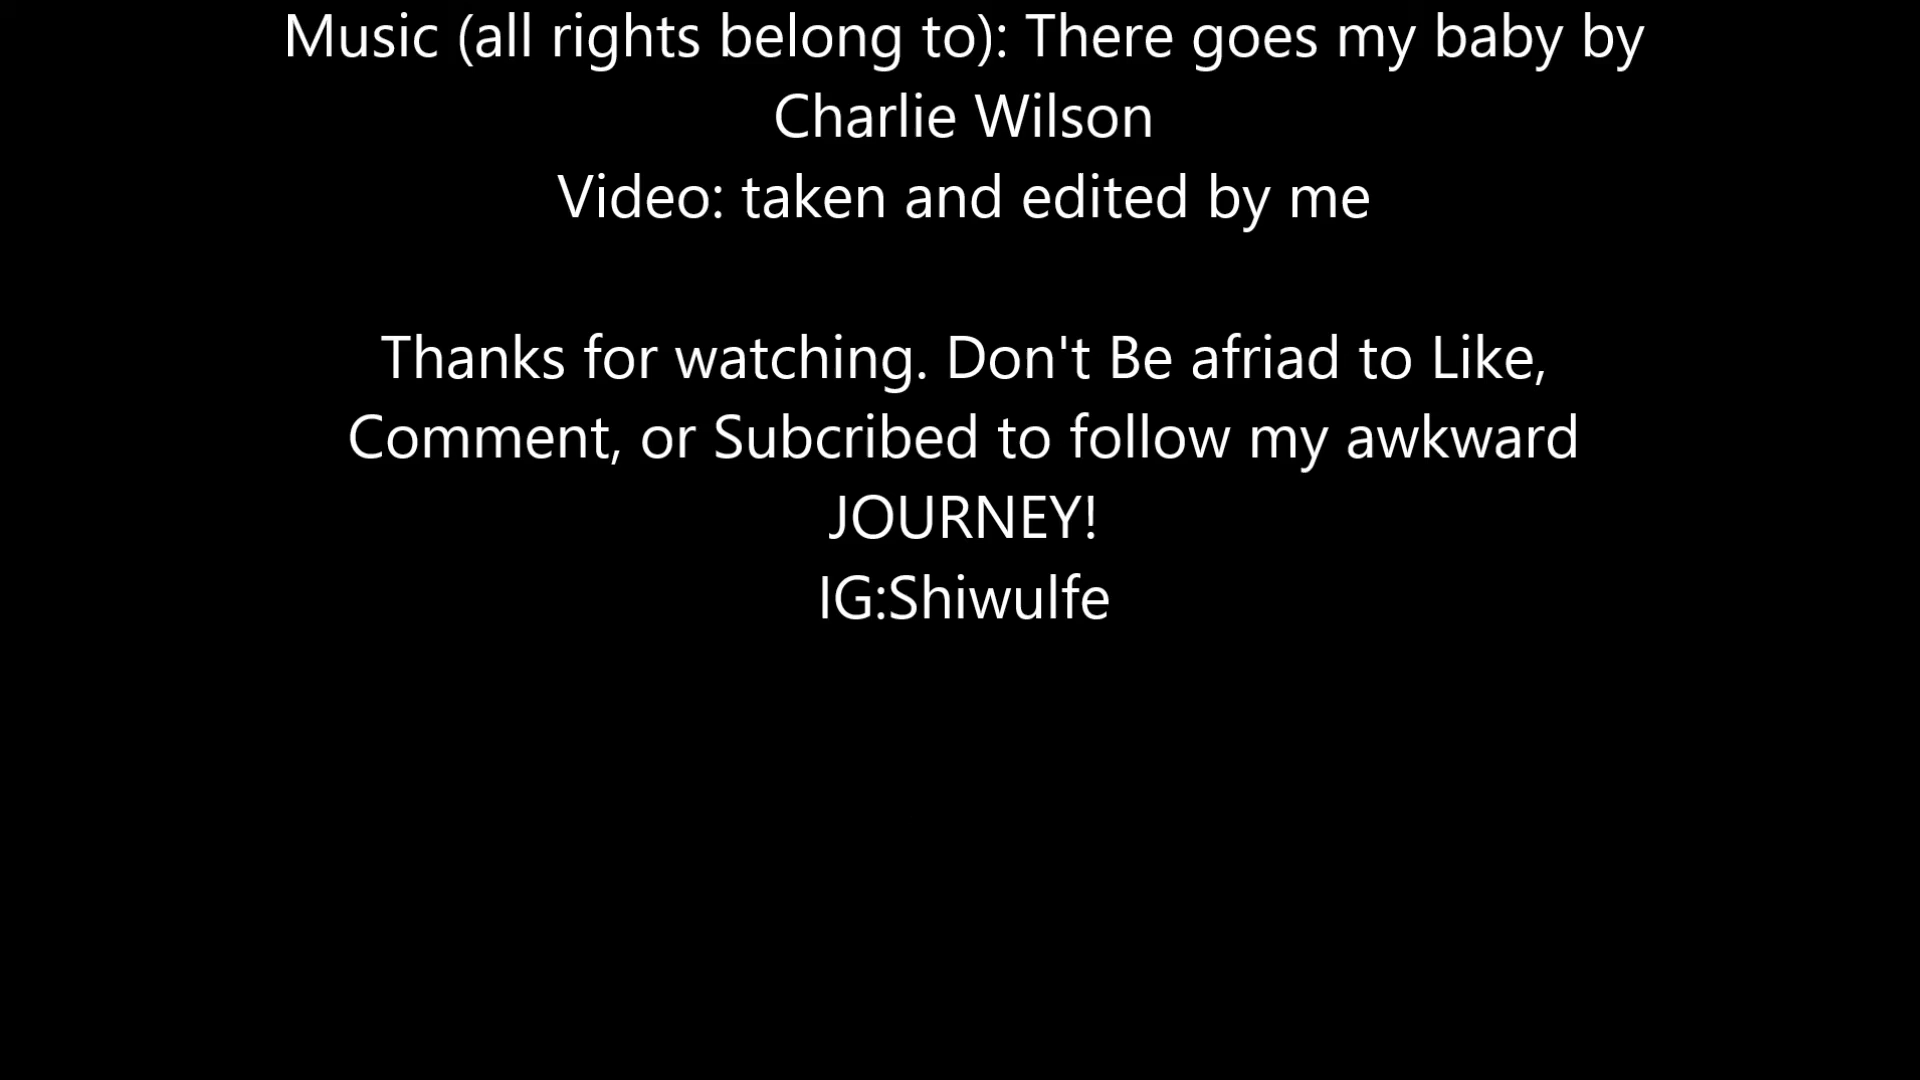 Music (all rights belong to): There goes my baby by
Charlie Wilson
Video: taken and edited by me
Thanks for watching. Don't Be afriad to Like,
Comment, or Subcribed to follow my awkward
JOURNEY!
IG:Shiwulfe